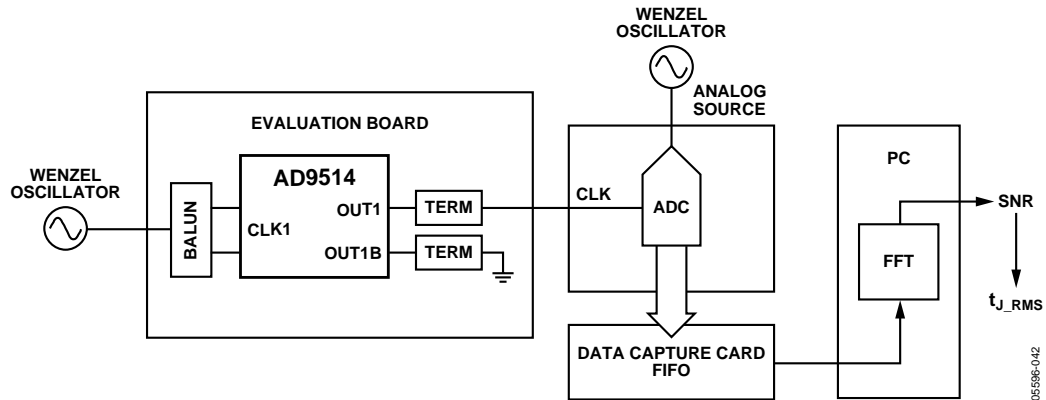 WENZEL
OSCILLATOR
ANALOG
SOURCE
EVALUATION BOARD
PC
WENZEL
OSCILLATOR
BALUN
AD9514
CLK1
OUT1
OUT1B
TERM
TERM
CLK
ADC
SNR
FFT
tJ_RMS
DATA CAPTURE CARD
FIFO
05596-042